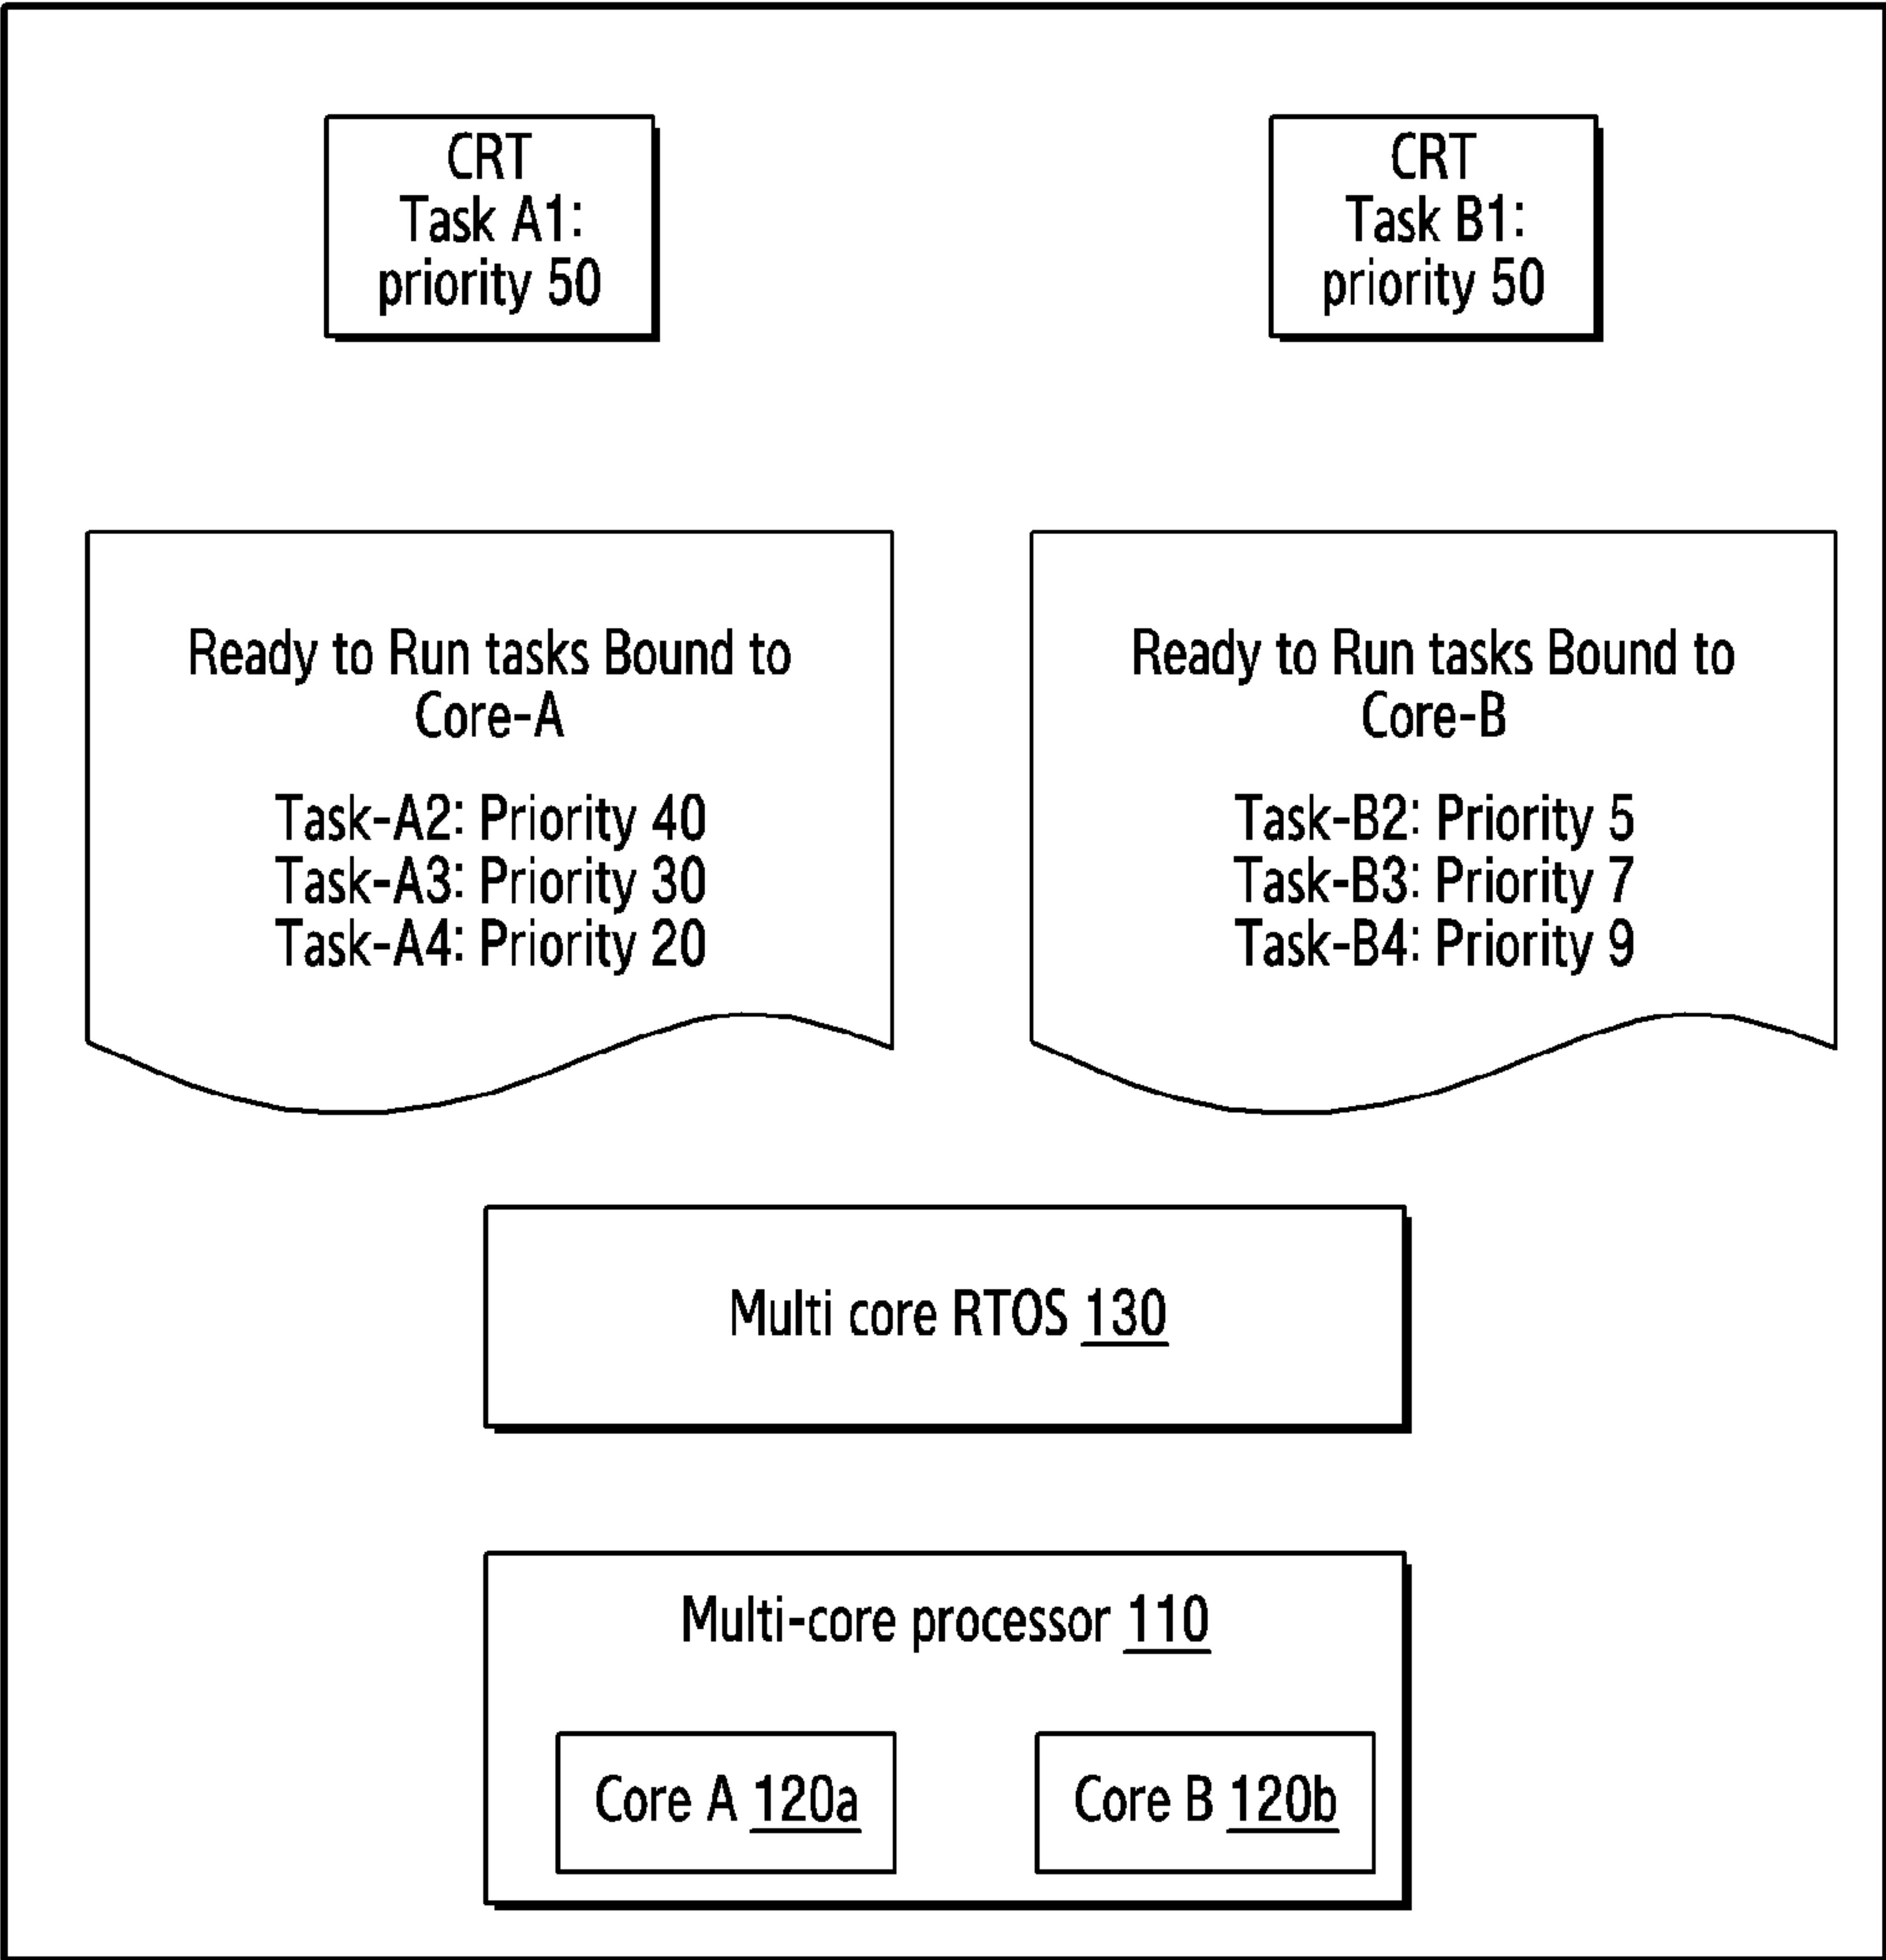 CRT
Task A1:
priority 50
CRT
Task B1:
priority 50
Ready to Run tasks Bound to
Core-A
Task-A2: Priority 40
Task-A3: Priority 30
Task-A4: Priority 20
Ready to Run tasks Bound to
Core-B
Task-B2: Priority 5
Task-B3: Priority 7
Task-B4: Priority 9
Multi core RTOS 130
Multi-core processor 110
Core A 120a
Core B 120b